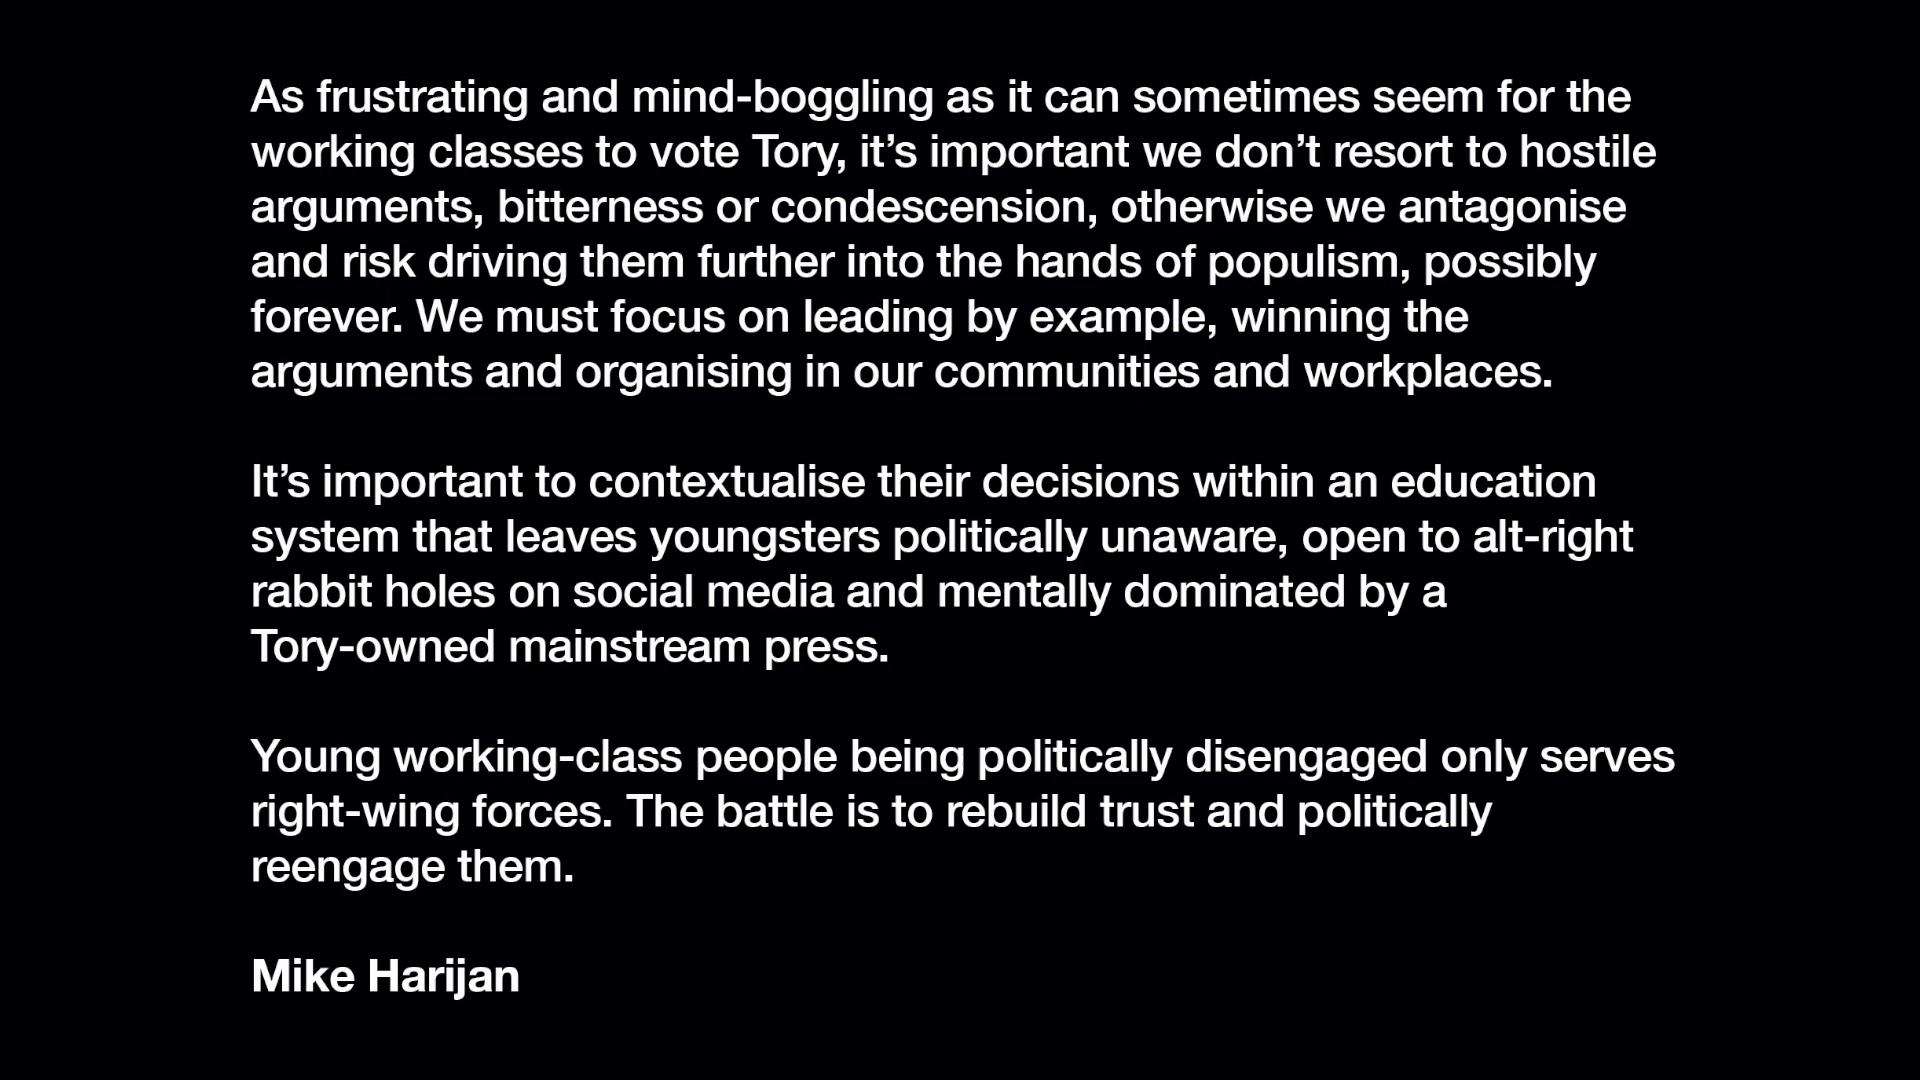 As frustrating and mind-boggling as it can sometimes seem for the
working classes to vote Tory, it’s important we don’t resort to hostile
arguments, bitterness or condescension, otherwise we antagonise
and risk driving them further into the hands of populism, possibly
forever. We must focus on leading by example, winning the
arguments and organising in our communities and workplaces.
It’s important to contextualise their decisions within an education
system that leaves youngsters politically unaware, open to alt-right
rabbit holes on social media and mentally dominated by a
Tory-owned mainstream press.
Young working-class people being politically disengaged only serves
right-wing forces. The battle is to rebuild trust and politically
reengage them.
Mike Harijan